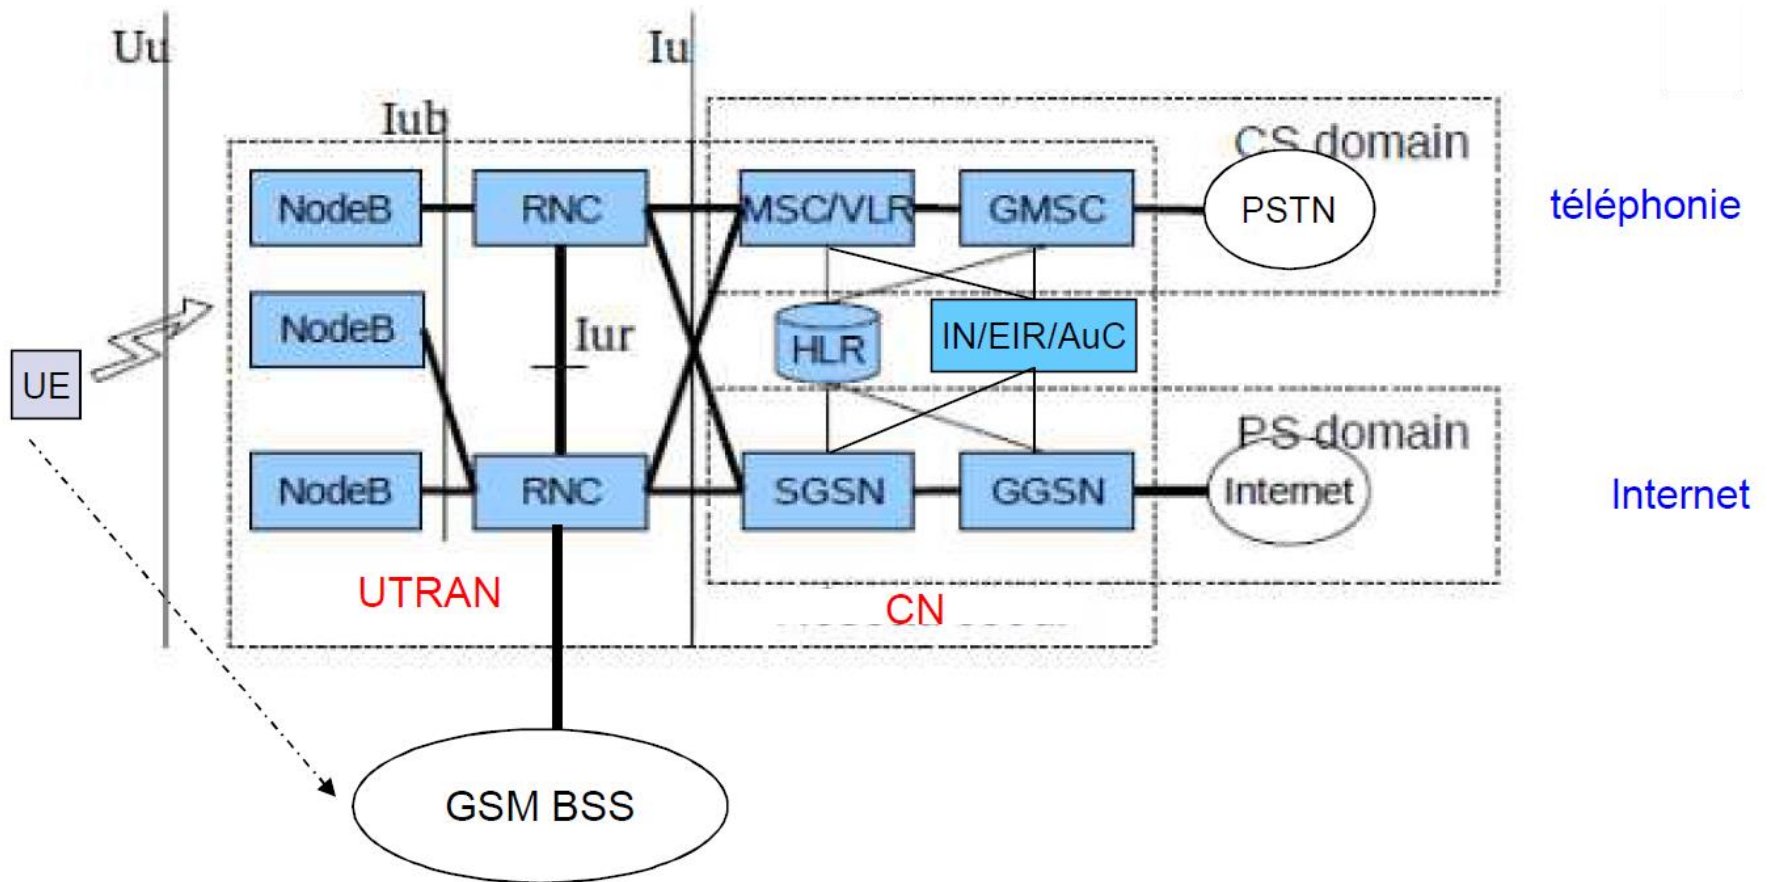 Uu
Iu
Iub
CS domain
NodeB
RNC
MSC/VLR
GMSC
PSTN
téléphonie
NodeB
Iur
HLR
IN/EIR/AuC
UE
PS domain
NodeB
RNC
SGSN
GGSN
Internet
Internet
UTRAN
CN
GSM BSS